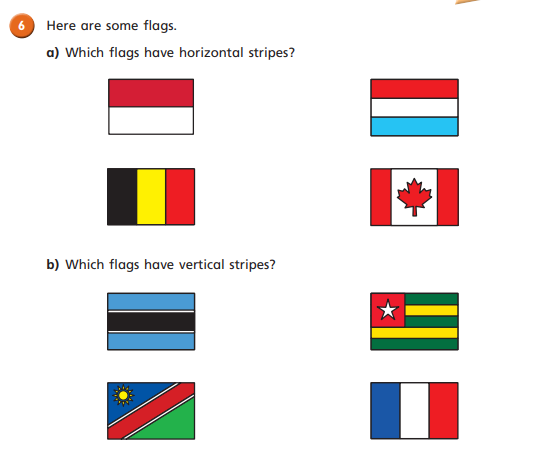 6 Here are some flags.
a) Which flags have horizontal stripes?
b) Which flags have vertical stripes?